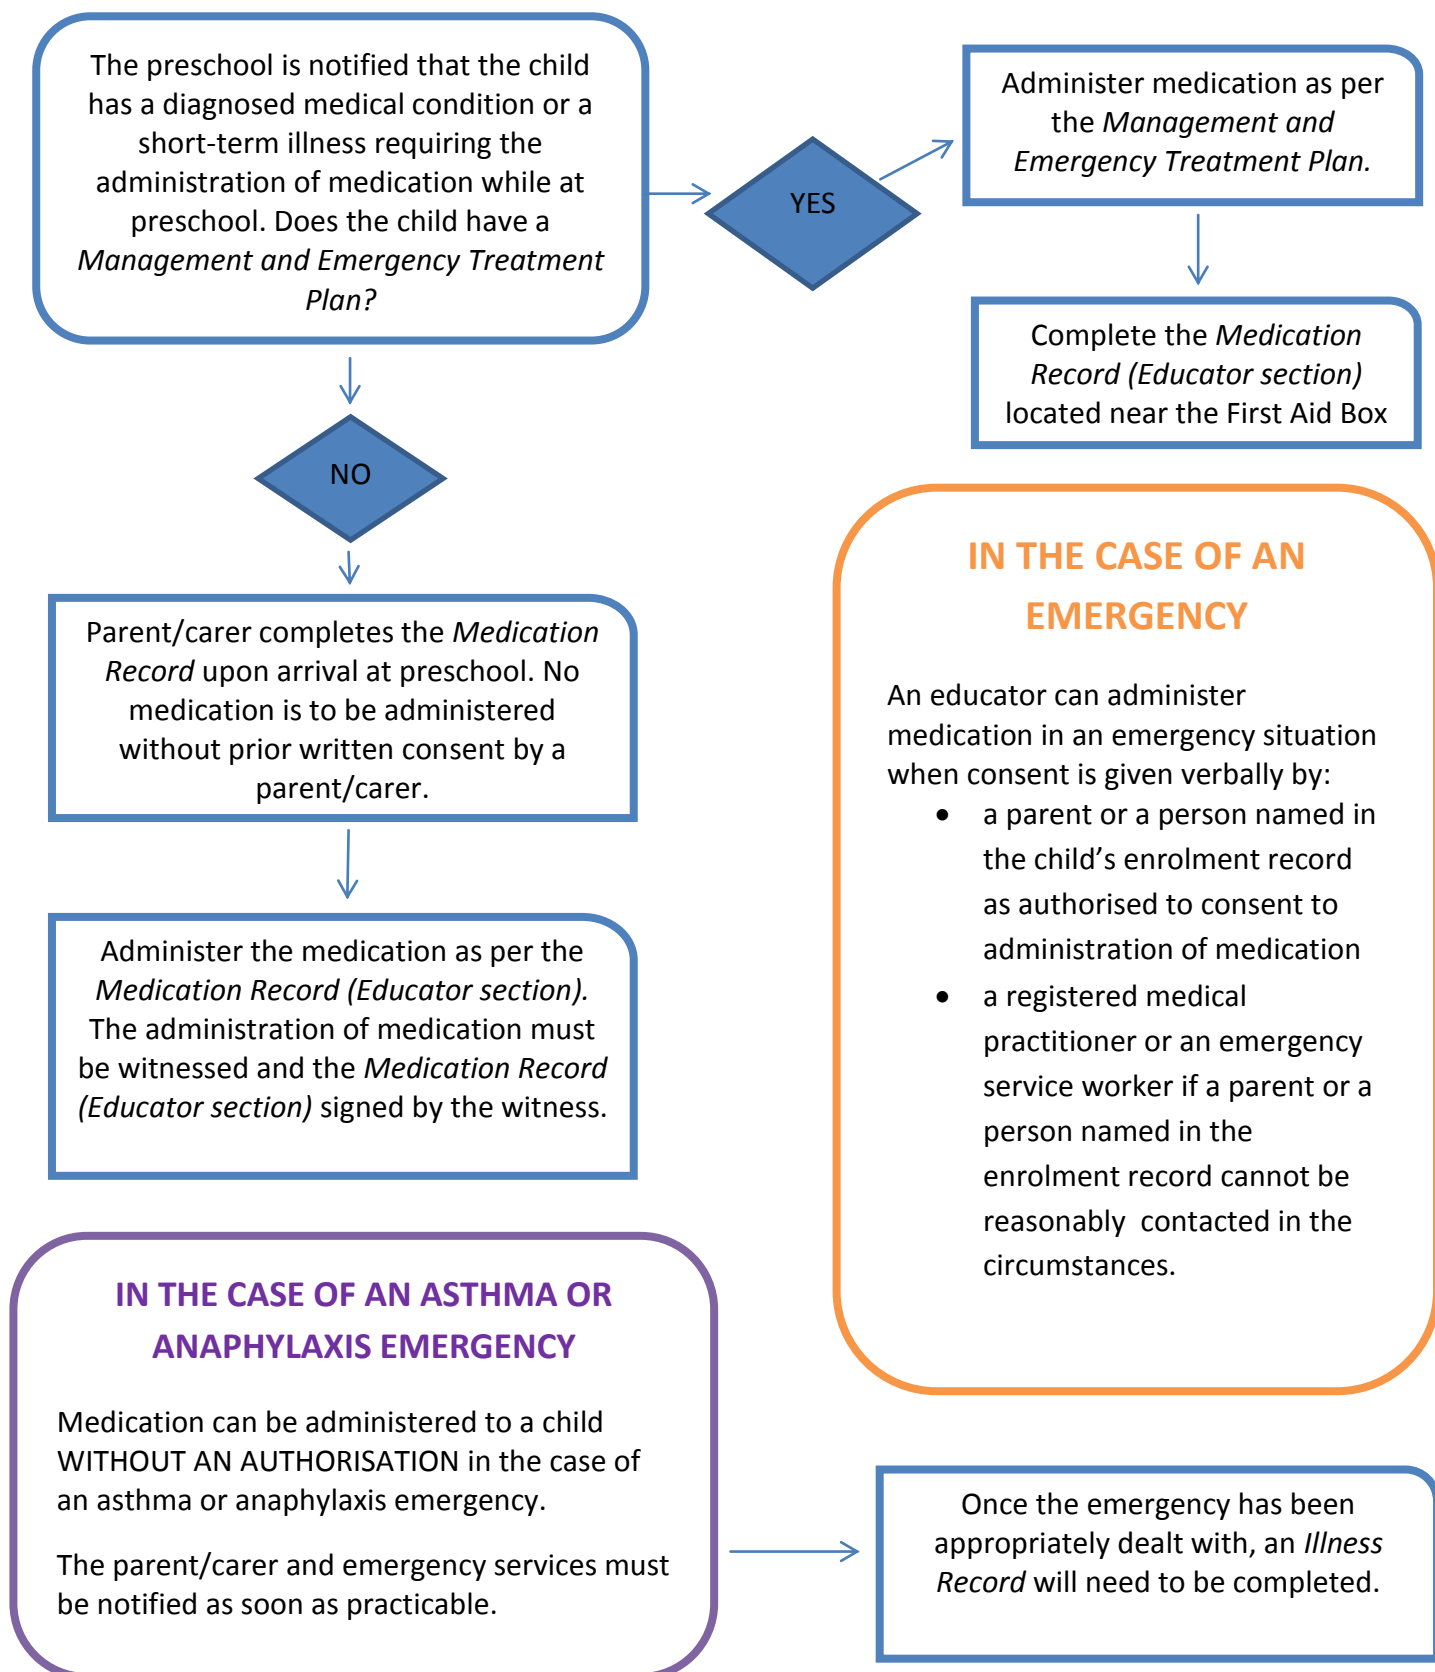 The preschool is notified that the child
has a diagnosed medical condition or a
short-term illness requiring the
administration of medication while at
preschool. Does the child have a
Management and Emergency Treatment
Plan?
YES
Administer medication as per
the Management and
Emergency Treatment Plan.
Complete the Medication
Record (Educator section)
located near the First Aid Box
NO
Parent/carer completes the Medication
Record upon arrival at preschool. No
medication is to be administered
without prior written consent by a
parent/carer.
Administer the medication as per the
Medication Record (Educator section).
The administration of medication must
be witnessed and the Medication Record
(Educator section) signed by the witness.
IN THE CASE OF AN
EMERGENCY
An educator can administer
medication in an emergency situation
when consent is given verbally by:
• a parent or a person named in
the child's enrolment record
as authorised to consent to
administration of medication
• a registered medical
practitioner or an emergency
service worker if a parent or a
person named in the
enrolment record cannot be
reasonably  contacted in the
circumstances.
IN THE CASE OF AN ASTHMA OR
ANAPHYLAXIS EMERGENCY
Medication can be administered to a child
WITHOUT AN AUTHORISATION in the case of
an asthma or anaphylaxis emergency.
The parent/carer and emergency services must
be notified as soon as practicable.
Once the emergency has been
appropriately dealt with, an Illness
Record will need to be completed.